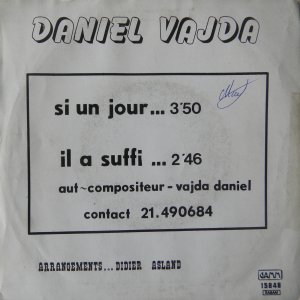 DANIEL VAJDA
si un jour... 3'50
il a suffi ... 2'46
aut~compositeur - vajda daniel
contact 21.490684
ARRANGEMENTS...DIDIER ASLAND
15848